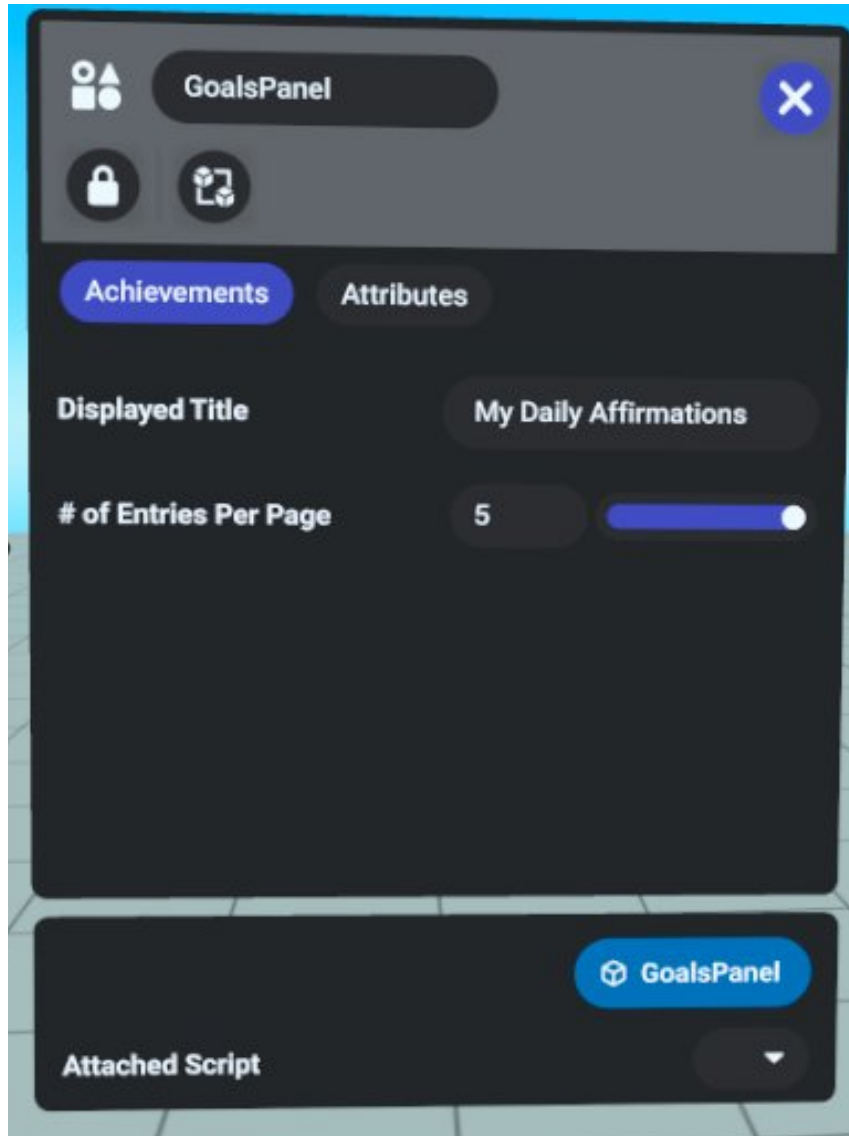 GoalsPanel
Achievements Attributes
Displayed Title My Daily Affirmations
# of Entries Per Page 5
GoalsPanel
Attached Script